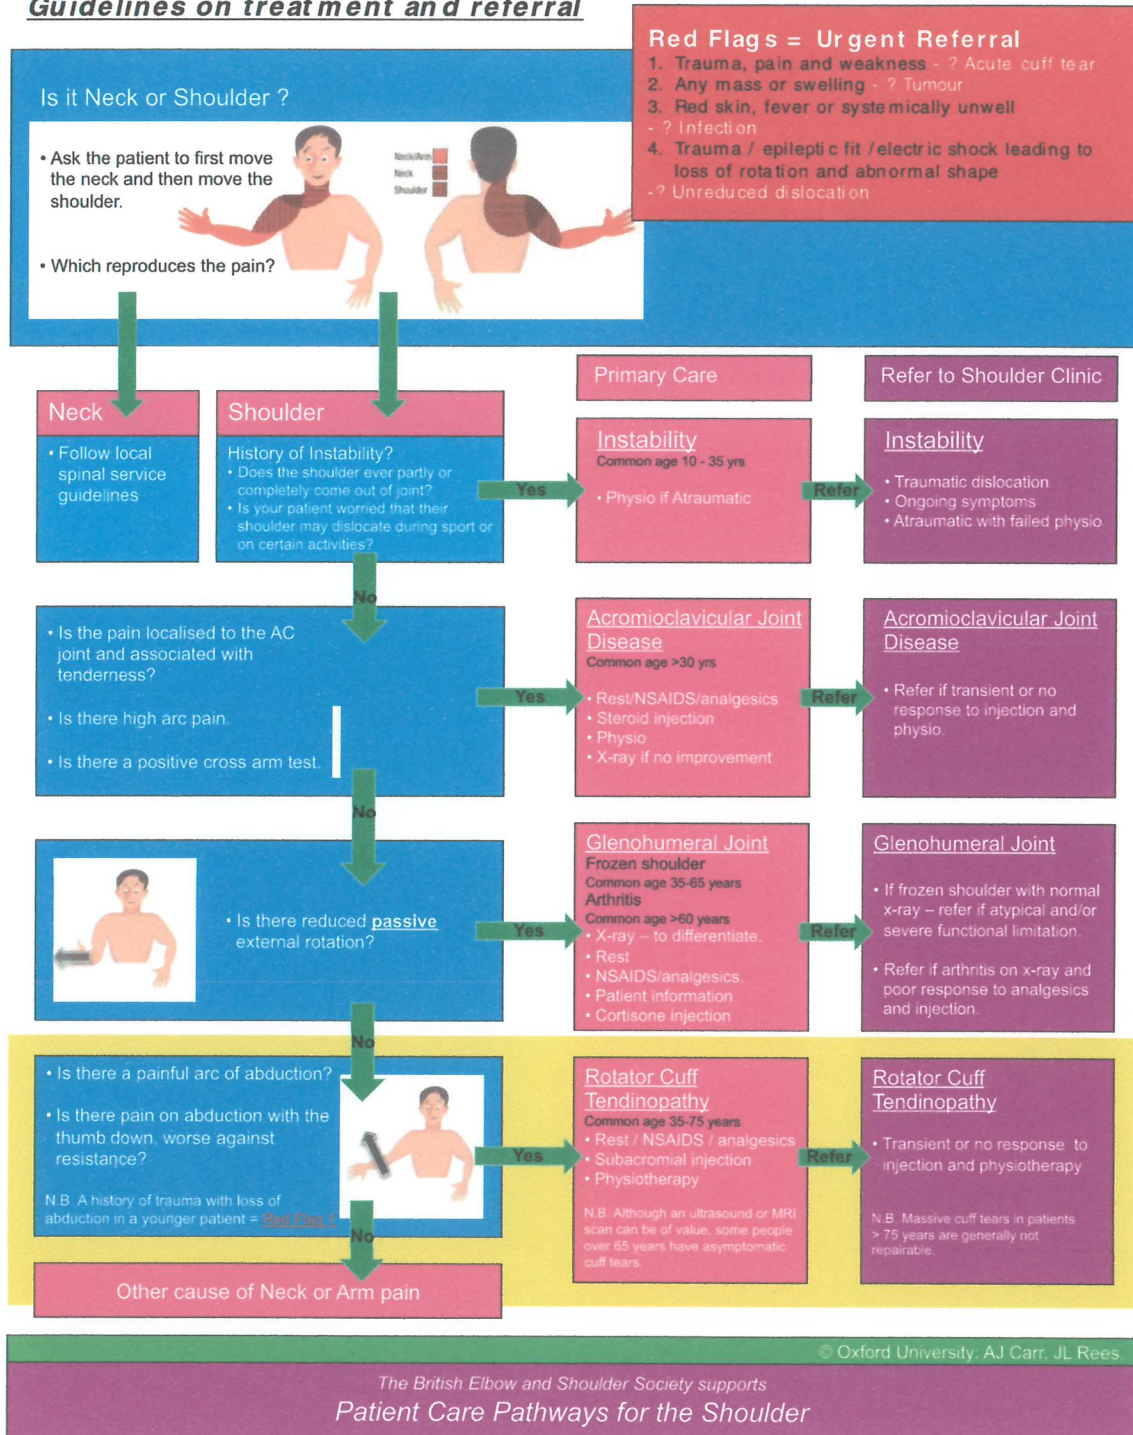 Guidelines on treatment and referral
Red Flags = Urgent Referral
1. Trauma, pain and weakness - ? Acute cuff tear
2. Any mass or swelling - ? Tumour
3. Red skin, fever or systemically unwell
- ? Infection
4. Trauma / epileptic fit /electric shock leading to
loss of rotation and abnormal shape
-? Unreduced dislocation
Is it Neck or Shoulder ?
• Ask the patient to first move
the neck and then move the
shoulder.
• Which reproduces the pain?
Neck/Arm
Neck
Shoulder
Primary Care
Refer to Shoulder Clinic
Neck
• Follow local
spinal service
guidelines
Shoulder
History of Instability?
• Does the shoulder ever partly or
completely come out of joint?
• Is your patient worried that their
shoulder may dislocate during sport or
on certain activities?
Yes
Instability
Common age 10 - 35 yrs
• Physio if Atraumatic
Refer
Instability
• Traumatic dislocation
• Ongoing symptoms
• Atraumatic with failed physio
No
• Is the pain localised to the AC
joint and associated with
tenderness?
• Is there high arc pain.
• Is there a positive cross arm test.
Yes
Acromioclavicular Joint
Disease
Common age >30 yrs
• Rest/NSAIDS/analgesics
• Steroid injection
• Physio
• X-ray if no improvement
Refer
Acromioclavicular Joint
Disease
• Refer if transient or no
response to injection and
physio.
No
• Is there reduced passive
external rotation?
Yes
Glenohumeral Joint
Frozen shoulder
Common age 35-65 years
Arthritis
Common age >60 years
• X-ray – to differentiate.
• Rest
• NSAIDS/analgesics.
• Patient information
• Cortisone injection
Refer
Glenohumeral Joint
• If frozen shoulder with normal
x-ray – refer if atypical and/or
severe functional limitation.
• Refer if arthritis on x-ray and
poor response to analgesics
and injection.
No
• Is there a painful arc of abduction?
• Is there pain on abduction with the
thumb down, worse against
resistance?
N.B. A history of trauma with loss of
abduction in a younger patient = Red Flag 1
Yes
Rotator Cuff
Tendinopathy
Common age 35-75 years
• Rest / NSAIDS / analgesics
• Subacromial injection
• Physiotherapy
N.B. Although an ultrasound or MRI
scan can be of value, some people
over 65 years have asymptomatic
cuff tears.
Refer
Rotator Cuff
Tendinopathy
• Transient or no response to
injection and physiotherapy
N.B. Massive cuff tears in patients
> 75 years are generally not
repairable.
No
Other cause of Neck or Arm pain
© Oxford University: AJ Carr, JL Rees
The British Elbow and Shoulder Society supports
Patient Care Pathways for the Shoulder